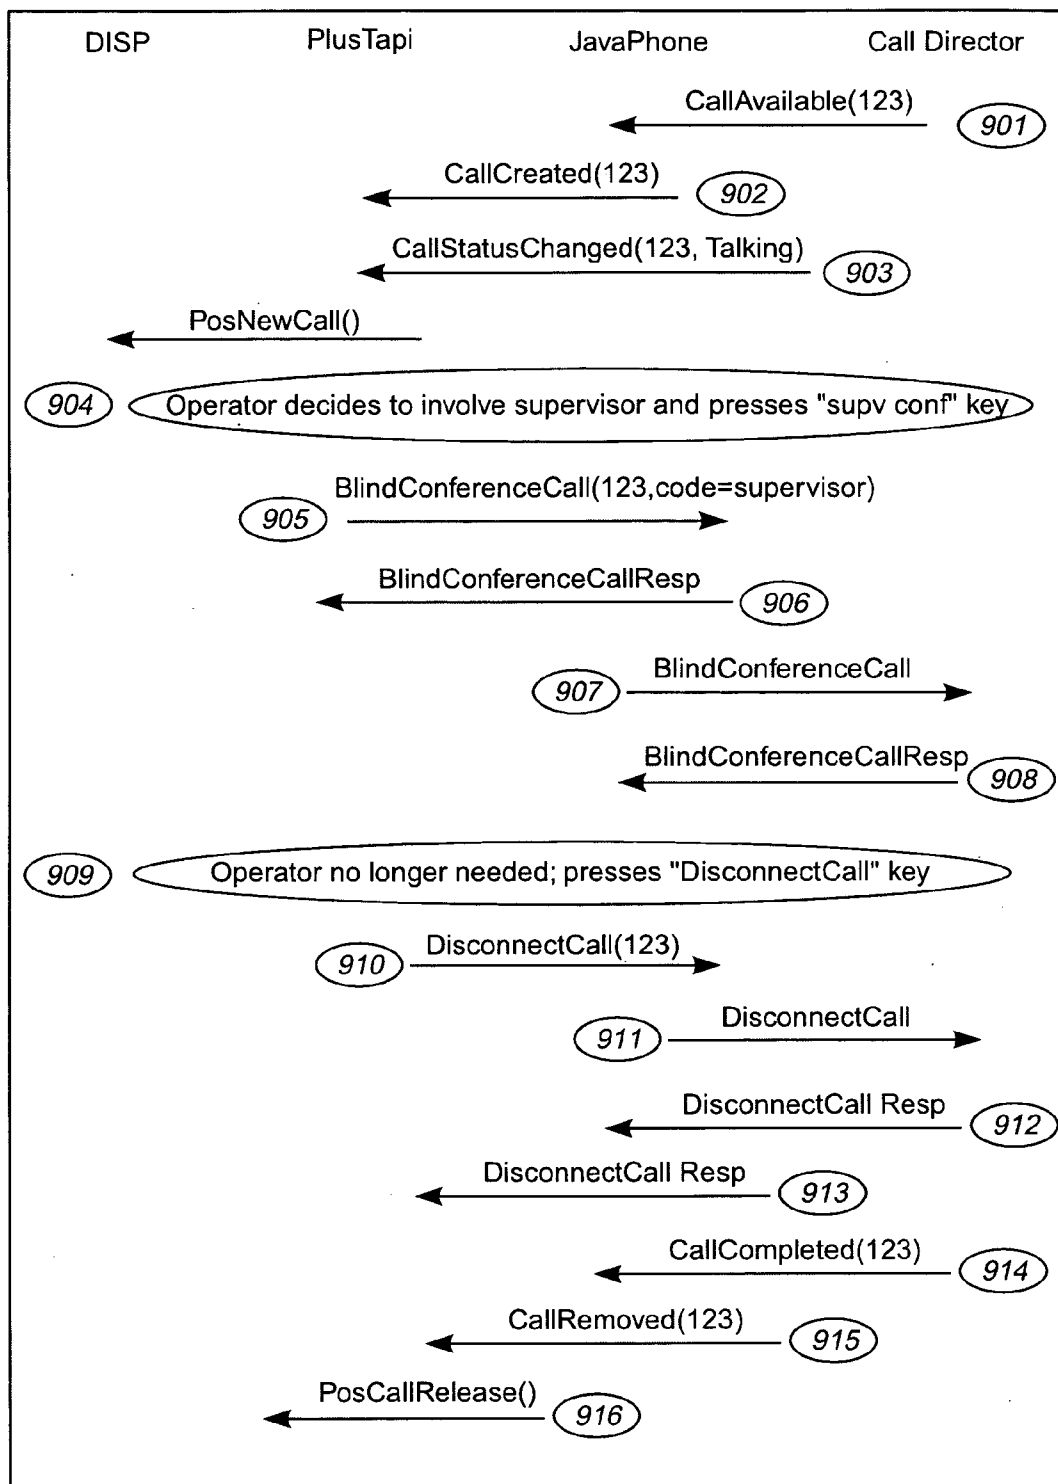 DISP PlusTapi JavaPhone Call Director
CallAvailable(123) 901
CallCreated(123) 902
CallStatusChanged(123, Talking) 903
PosNewCall()
904 Operator decides to involve supervisor and presses "supv conf" key
BlindConferenceCall(123,code=supervisor)
905
BlindConferenceCallResp
906
907 BlindConferenceCall
BlindConferenceCallResp 908
909 Operator no longer needed; presses "DisconnectCall" key
910 DisconnectCall(123)
911 DisconnectCall
DisconnectCall Resp 912
DisconnectCall Resp 913
CallCompleted(123) 914
CallRemoved(123) 915
PosCallRelease() 916